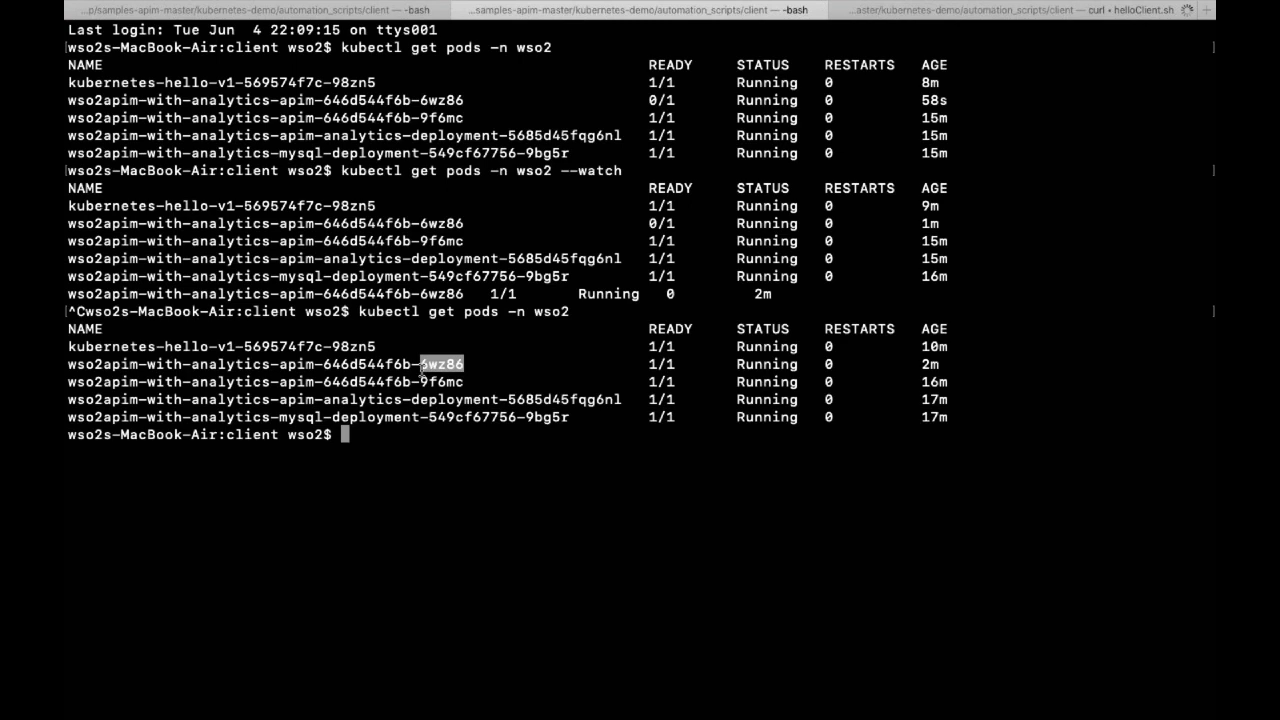 ...p/samples-apim-master/kubernetes-demo/automation_scripts/client — -bash ...samples-apim-master/kubernetes-demo/automation_scripts/client — -bash ...aster/kubernetes-demo/automation_scripts/client — curl • helloClient.sh +
Last login: Tue Jun  4 22:09:15 on ttys001
wso2s-MacBook-Air:client wso2$ kubectl get pods -n wso2
NAME READY STATUS RESTARTS AGE
kubernetes-hello-v1-569574f7c-98zn5 1/1 Running 0 8m
wso2apim-with-analytics-apim-646d544f6b-6wz86 0/1 Running 0 58s
wso2apim-with-analytics-apim-646d544f6b-9f6mc 1/1 Running 0 15m
wso2apim-with-analytics-apim-analytics-deployment-5685d45fqg6nl 1/1 Running 0 15m
wso2apim-with-analytics-mysql-deployment-549cf67756-9bg5r 1/1 Running 0 15m
wso2s-MacBook-Air:client wso2$ kubectl get pods -n wso2 --watch
NAME READY STATUS RESTARTS AGE
kubernetes-hello-v1-569574f7c-98zn5 1/1 Running 0 9m
wso2apim-with-analytics-apim-646d544f6b-6wz86 0/1 Running 0 1m
wso2apim-with-analytics-apim-646d544f6b-9f6mc 1/1 Running 0 15m
wso2apim-with-analytics-apim-analytics-deployment-5685d45fqg6nl 1/1 Running 0 15m
wso2apim-with-analytics-mysql-deployment-549cf67756-9bg5r 1/1 Running 0 16m
wso2apim-with-analytics-apim-646d544f6b-6wz86 1/1 Running 0 2m
^Cwso2s-MacBook-Air:client wso2$ kubectl get pods -n wso2
NAME READY STATUS RESTARTS AGE
kubernetes-hello-v1-569574f7c-98zn5 1/1 Running 0 10m
wso2apim-with-analytics-apim-646d544f6b-6wz86 1/1 Running 0 2m
wso2apim-with-analytics-apim-646d544f6b-9f6mc 1/1 Running 0 16m
wso2apim-with-analytics-apim-analytics-deployment-5685d45fqg6nl 1/1 Running 0 17m
wso2apim-with-analytics-mysql-deployment-549cf67756-9bg5r 1/1 Running 0 17m
wso2s-MacBook-Air:client wso2$